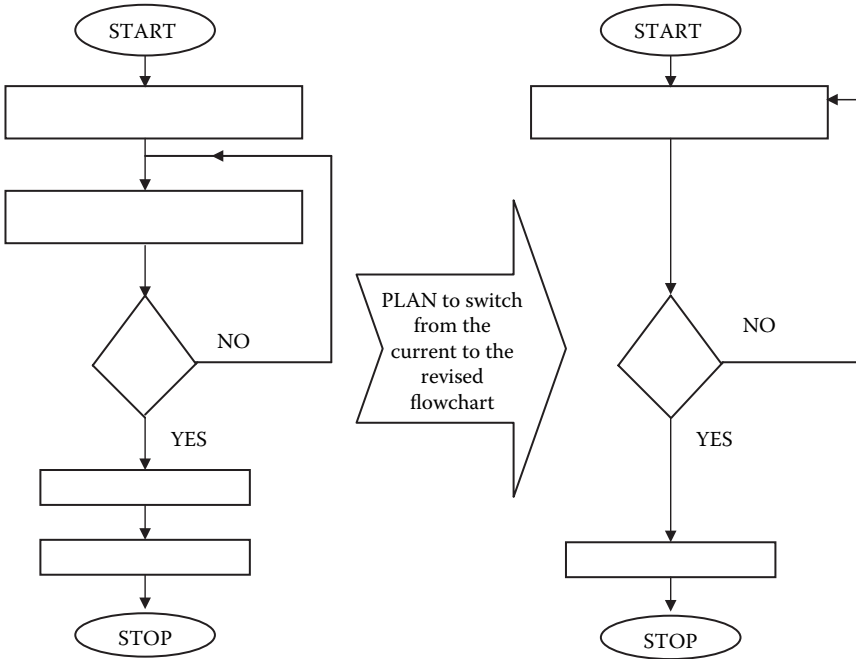 START
NO
YES
STOP
PLAN to switch
from the
current to the
revised
flowchart
START
NO
YES
STOP